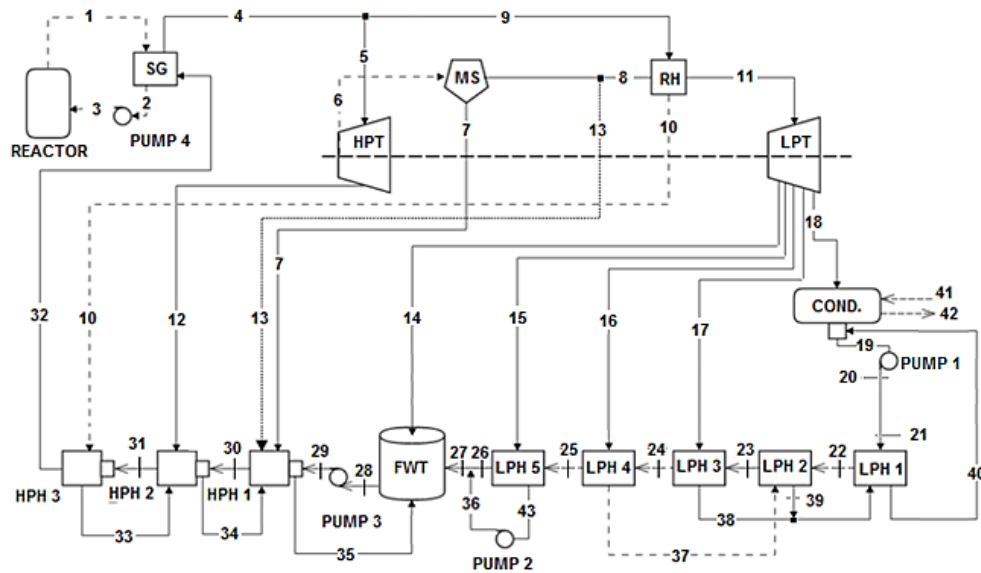 1
4
9
SG
5
MS
8
RH
11
6
3
2
7
13
10
REACTOR
PUMP 4
HPT
LPT
12
18
7
41
COND.
42
32
10
12
13
14
15
16
17
19
PUMP 1
20
21
40
31
30
29
28
FWT
27
26
25
24
23
22
LPH 5
LPH 4
LPH 3
LPH 2
LPH 1
HPH 3
HPH 2
HPH 1
PUMP 3
36
43
38
39
33
34
35
37
PUMP 2